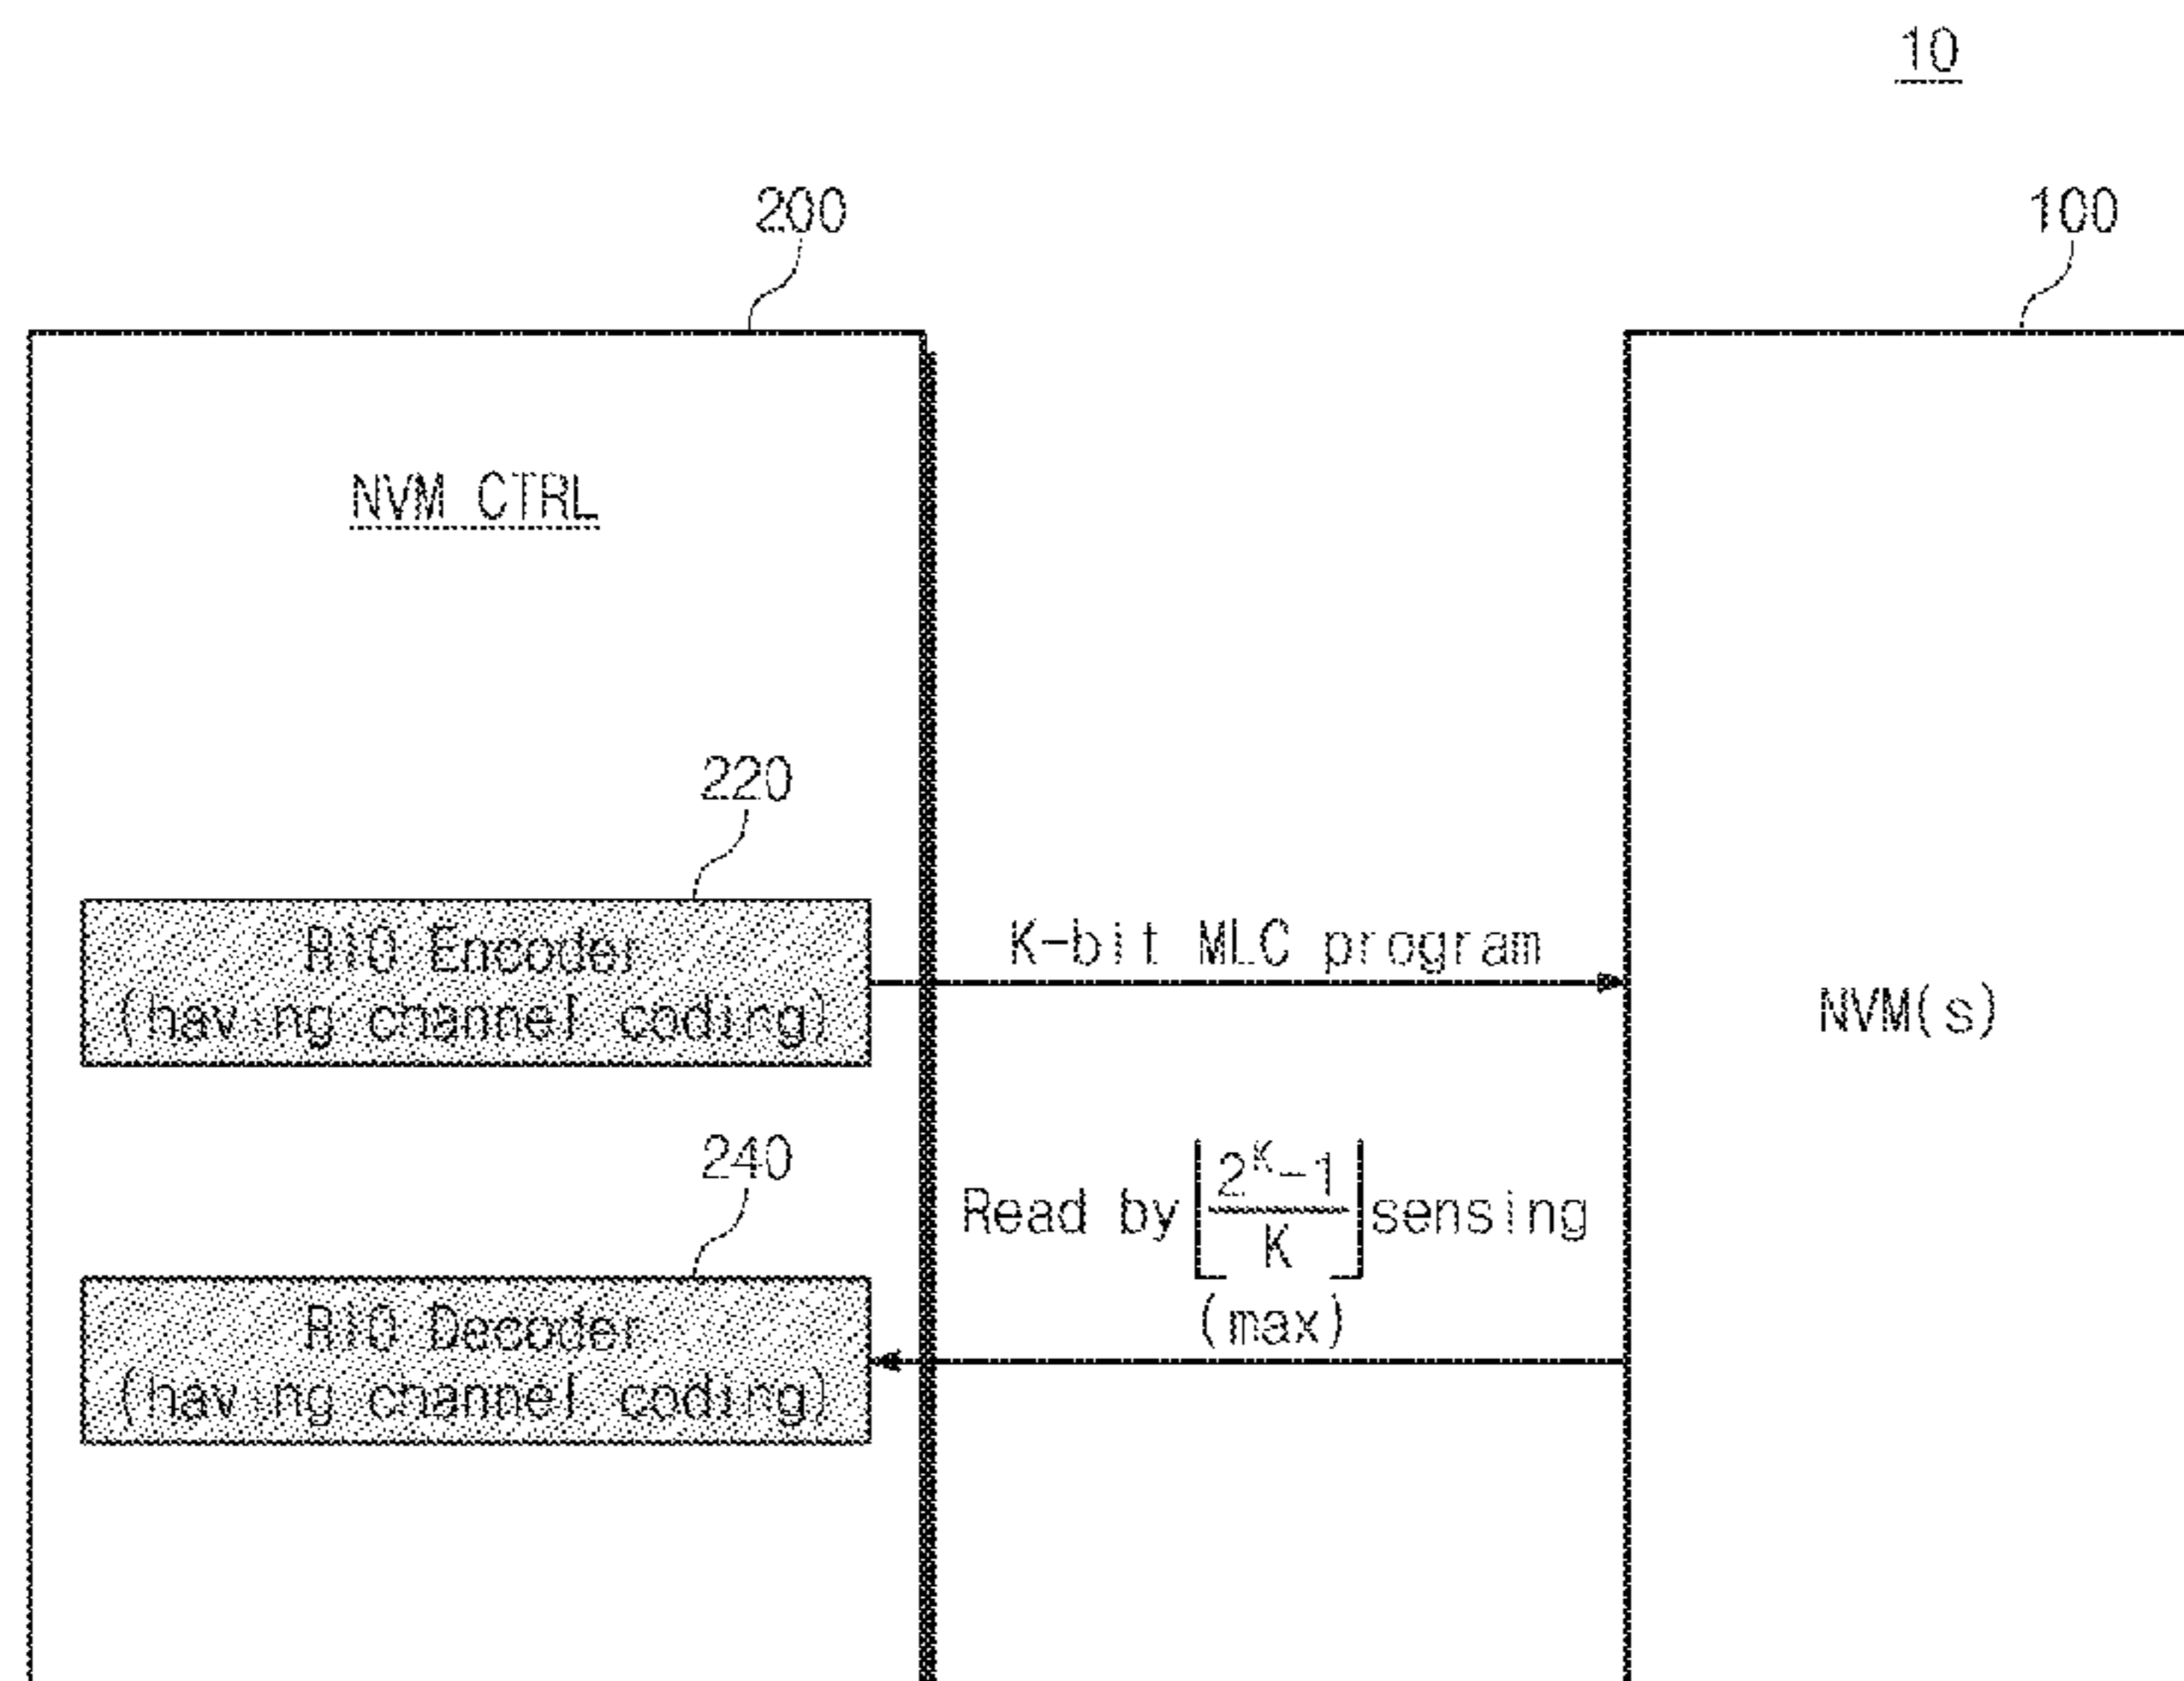 10
200
100
NVM CTRL
220
RIO Encoder
(having channel coding)
K-bit MLC program
NVM(s)
240
Read by ⌊(2^K-1)/K⌋ sensing
(max)
RIO Decoder
(having channel coding)